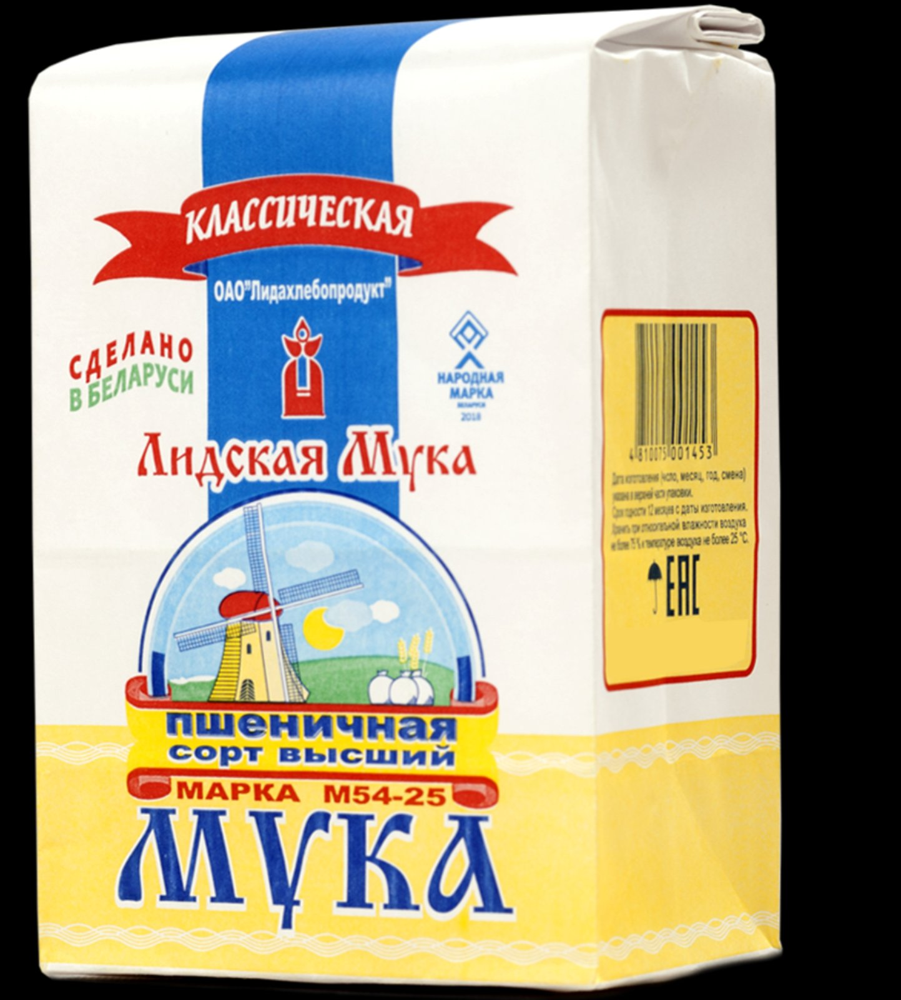 КЛАССИЧЕСКАЯ
ОАО"Лидахлебопродукт"
СДЕЛАНО
В БЕЛАРУСИ
НАРОДНАЯ
МАРКА
БЕЛАРУСИ
2018
Лидская Мука
пшеничная
сорт высший
МАРКА М54-25
МУКА
4 810075 001453
Дата изготовления (число, месяц, год, смена)
указана в верхней части упаковки.
Срок годности 12 месяцев с даты изготовления.
Хранить при относительной влажности воздуха
не более 75 % и температуре воздуха не более 25 °С.
ЕАС